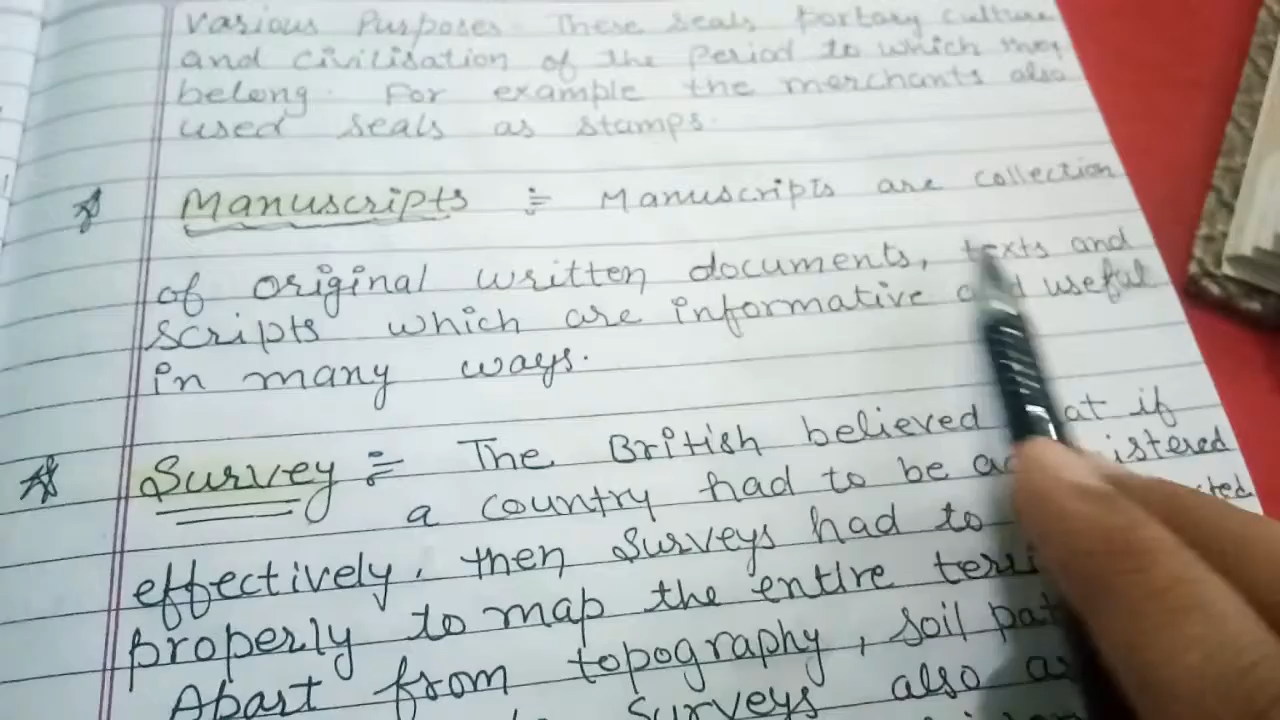 various Purposes. These seals portary culture
and civilisation of the period to which they
belong. For example the merchants also
used seals as stamps.
Manuscripts :- Manuscripts are collection
of original written documents, texts and
scripts which are informative and useful
in many ways.
Survey :- The British believed that if
a country had to be
effectively, then surveys had to
properly to map the entire
Apart from topography, soil
surveys also